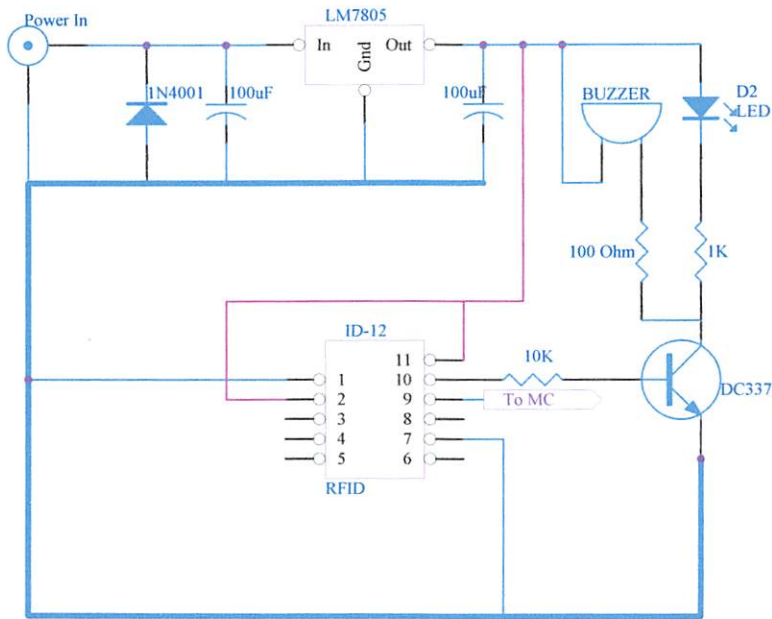 Power In
LM7805
In
Gnd
Out
1N4001
100uF
100uF
BUZZER
D2
LED
100 Ohm
1K
ID-12
11
10K
1
10
2
9
To MC
DC337
3
8
4
7
5
6
RFID